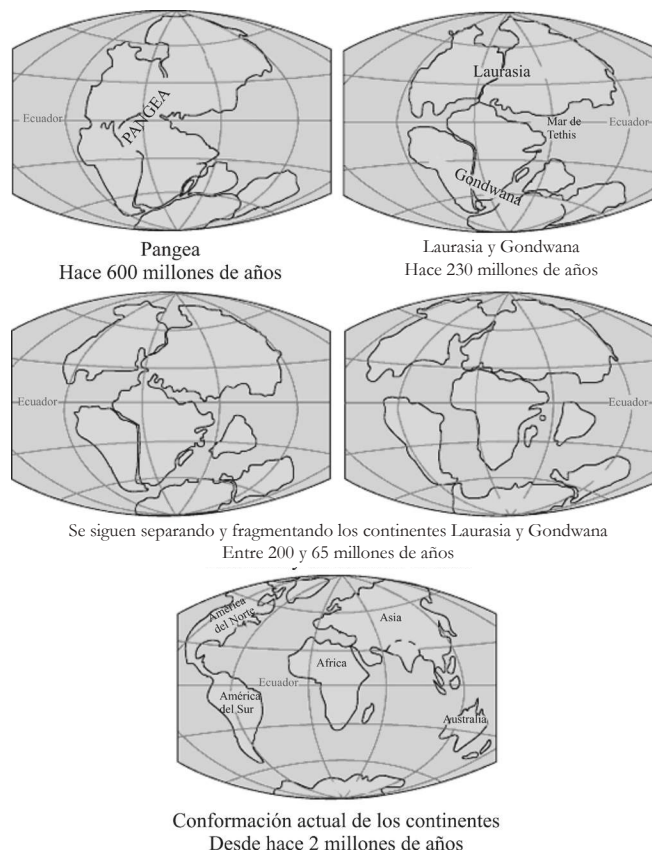 Ecuador
PANGEA
Pangea
Hace 600 millones de años
Laurasia
Mar de
Tethis
Ecuador
Gondwana
Laurasia y Gondwana
Hace 230 millones de años
Ecuador
Ecuador
Se siguen separando y fragmentando los continentes Laurasia y Gondwana
Entre 200 y 65 millones de años
América
del Norte
Asia
Africa
Ecuador
América
del Sur
Australia
Conformación actual de los continentes
Desde hace 2 millones de años